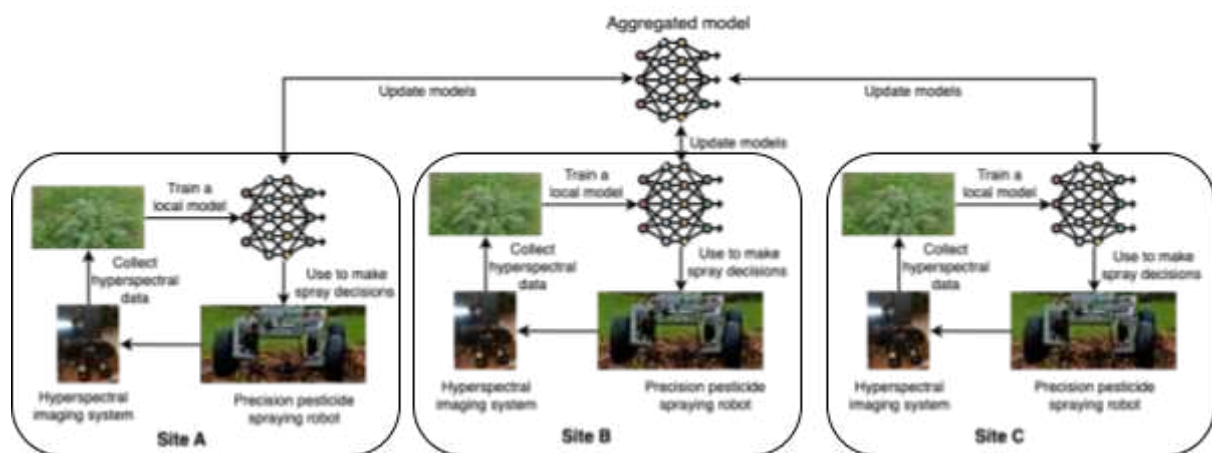 Aggregated model
Update models
Update models
Update models
Train a
local model
Collect
hyperspectral
data
Use to make
spray decisions
Hyperspectral
imaging system
Precision pesticide
spraying robot
Site A
Train a
local model
Collect
hyperspectral
data
Use to make
spray decisions
Hyperspectral
imaging system
Precision pesticide
spraying robot
Site B
Train a
local model
Collect
hyperspectral
data
Use to make
spray decisions
Hyperspectral
imaging system
Precision pesticide
spraying robot
Site C